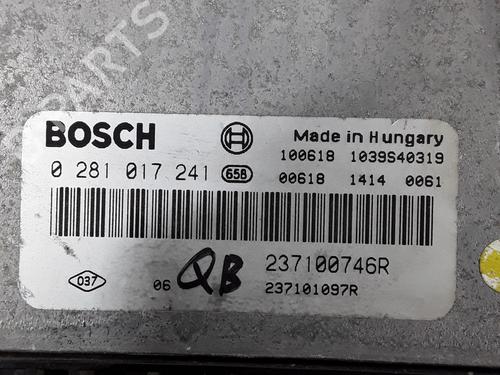 PARTS
BOSCH
Made in Hungary
100618 1039S40319
0 281 017 241 658
00618 1414 0061
037
06 QB 237100746R
237101097R